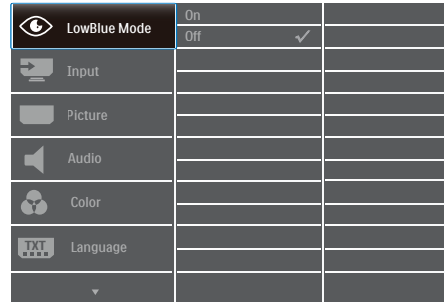 LowBlue Mode
On
Off
Input
Picture
Audio
Color
TXT
Language